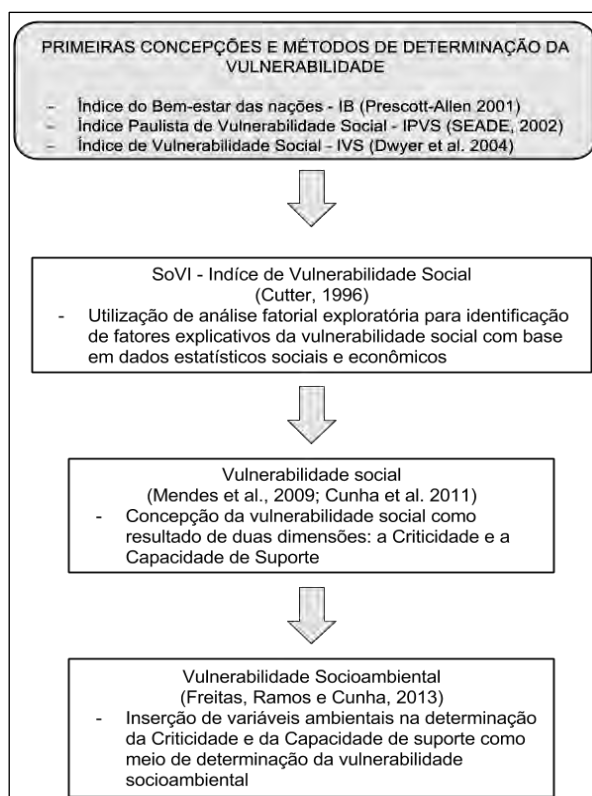 PRIMEIRAS CONCEPÇÕES E MÉTODOS DE DETERMINAÇÃO DA
VULNERABILIDADE
- Índice do Bem-estar das nações - IB (Prescott-Allen 2001)
- Índice Paulista de Vulnerabilidade Social - IPVS (SEADE, 2002)
- Índice de Vulnerabilidade Social - IVS (Dwyer et al. 2004)
SoVI - Indíce de Vulnerabilidade Social
(Cutter, 1996)
- Utilização de análise fatorial exploratória para identificação
de fatores explicativos da vulnerabilidade social com base
em dados estatísticos sociais e econômicos
Vulnerabilidade social
(Mendes et al., 2009; Cunha et al. 2011)
- Concepção da vulnerabilidade social como
resultado de duas dimensões: a Criticidade e a
Capacidade de Suporte
Vulnerabilidade Socioambiental
(Freitas, Ramos e Cunha, 2013)
- Inserção de variáveis ambientais na determinação
da Criticidade e da Capacidade de suporte como
meio de determinação da vulnerabilidade
socioambiental